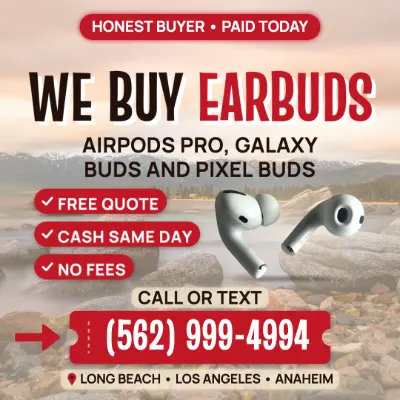 HONEST BUYER • PAID TODAY
WE BUY EARBUDS
AIRPODS PRO, GALAXY
BUDS AND PIXEL BUDS
FREE QUOTE
CASH SAME DAY
NO FEES
CALL OR TEXT
(562) 999-4994
LONG BEACH • LOS ANGELES • ANAHEIM